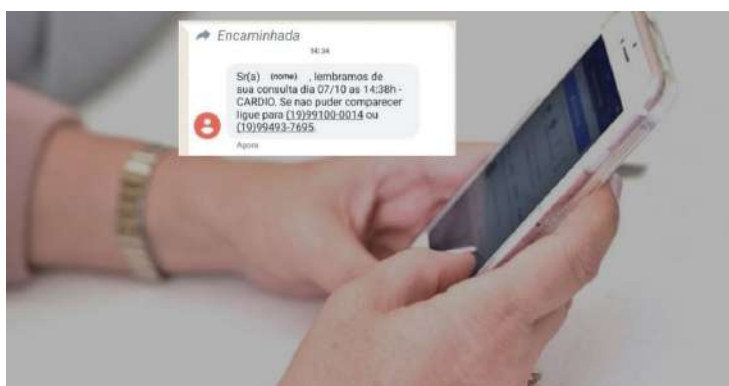 Encaminhada
14:34
Sr(a) (nome) , lembramos de
sua consulta dia 07/10 as 14:38h -
CARDIO. Se nao puder comparecer
ligue para (19)99100-0014 ou
(19)99493-7695.
Agora